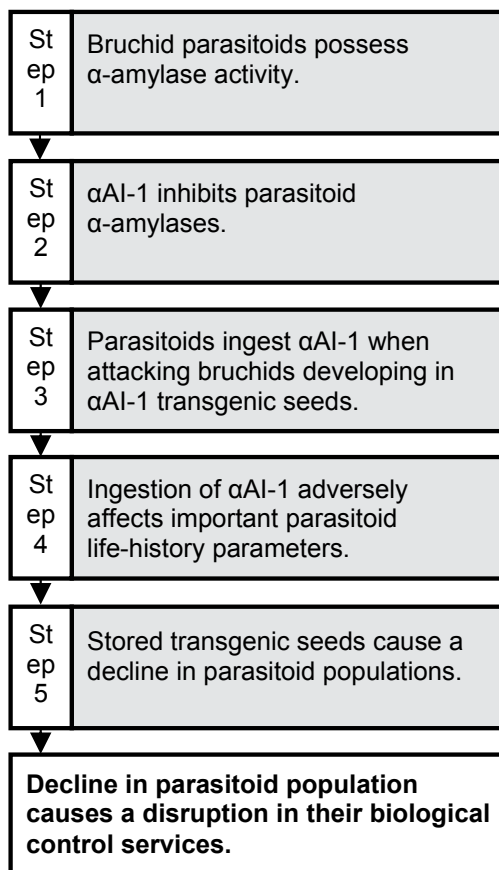 St
ep
1
Bruchid parasitoids possess
α-amylase activity.
St
ep
2
αAI-1 inhibits parasitoid
α-amylases.
St
ep
3
Parasitoids ingest αAI-1 when
attacking bruchids developing in
αAI-1 transgenic seeds.
St
ep
4
Ingestion of αAI-1 adversely
affects important parasitoid
life-history parameters.
St
ep
5
Stored transgenic seeds cause a
decline in parasitoid populations.
Decline in parasitoid population
causes a disruption in their biological
control services.